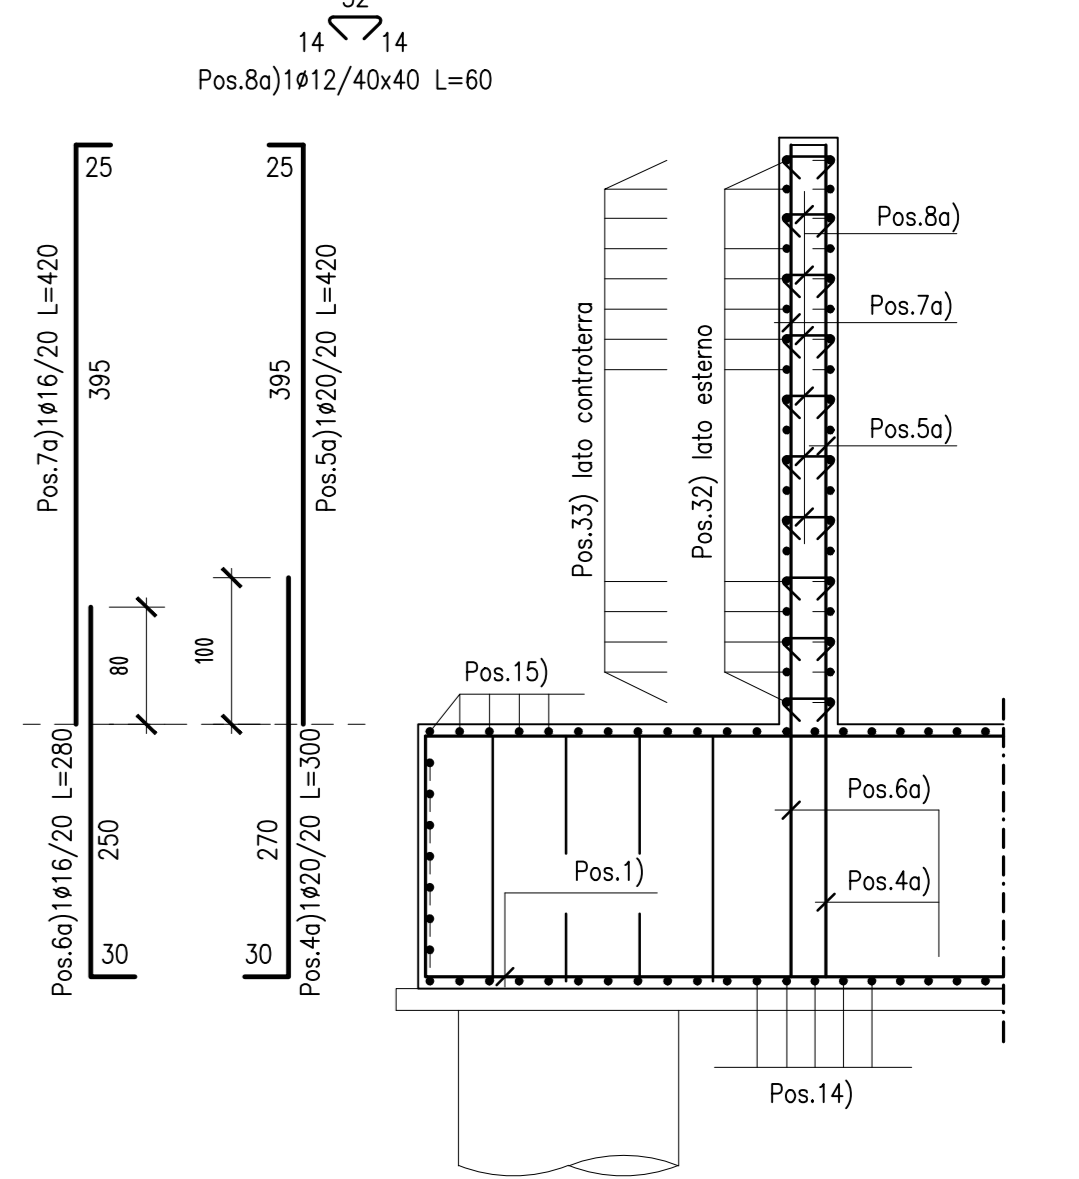 32
14
14
Pos.8a)1ø12/40x40 L=60
25
25
Pos.7a)1ø16/20 L=420
395
395
Pos.5a)1ø20/20 L=420
80
100
Pos.6a)1ø16/20 L=280
250
270
Pos.4a)1ø20/20 L=300
30
30
Pos.33) lato controterra
Pos.32) lato esterno
Pos.8a)
Pos.7a)
Pos.5a)
Pos.15)
Pos.6a)
Pos.1)
Pos.4a)
Pos.14)